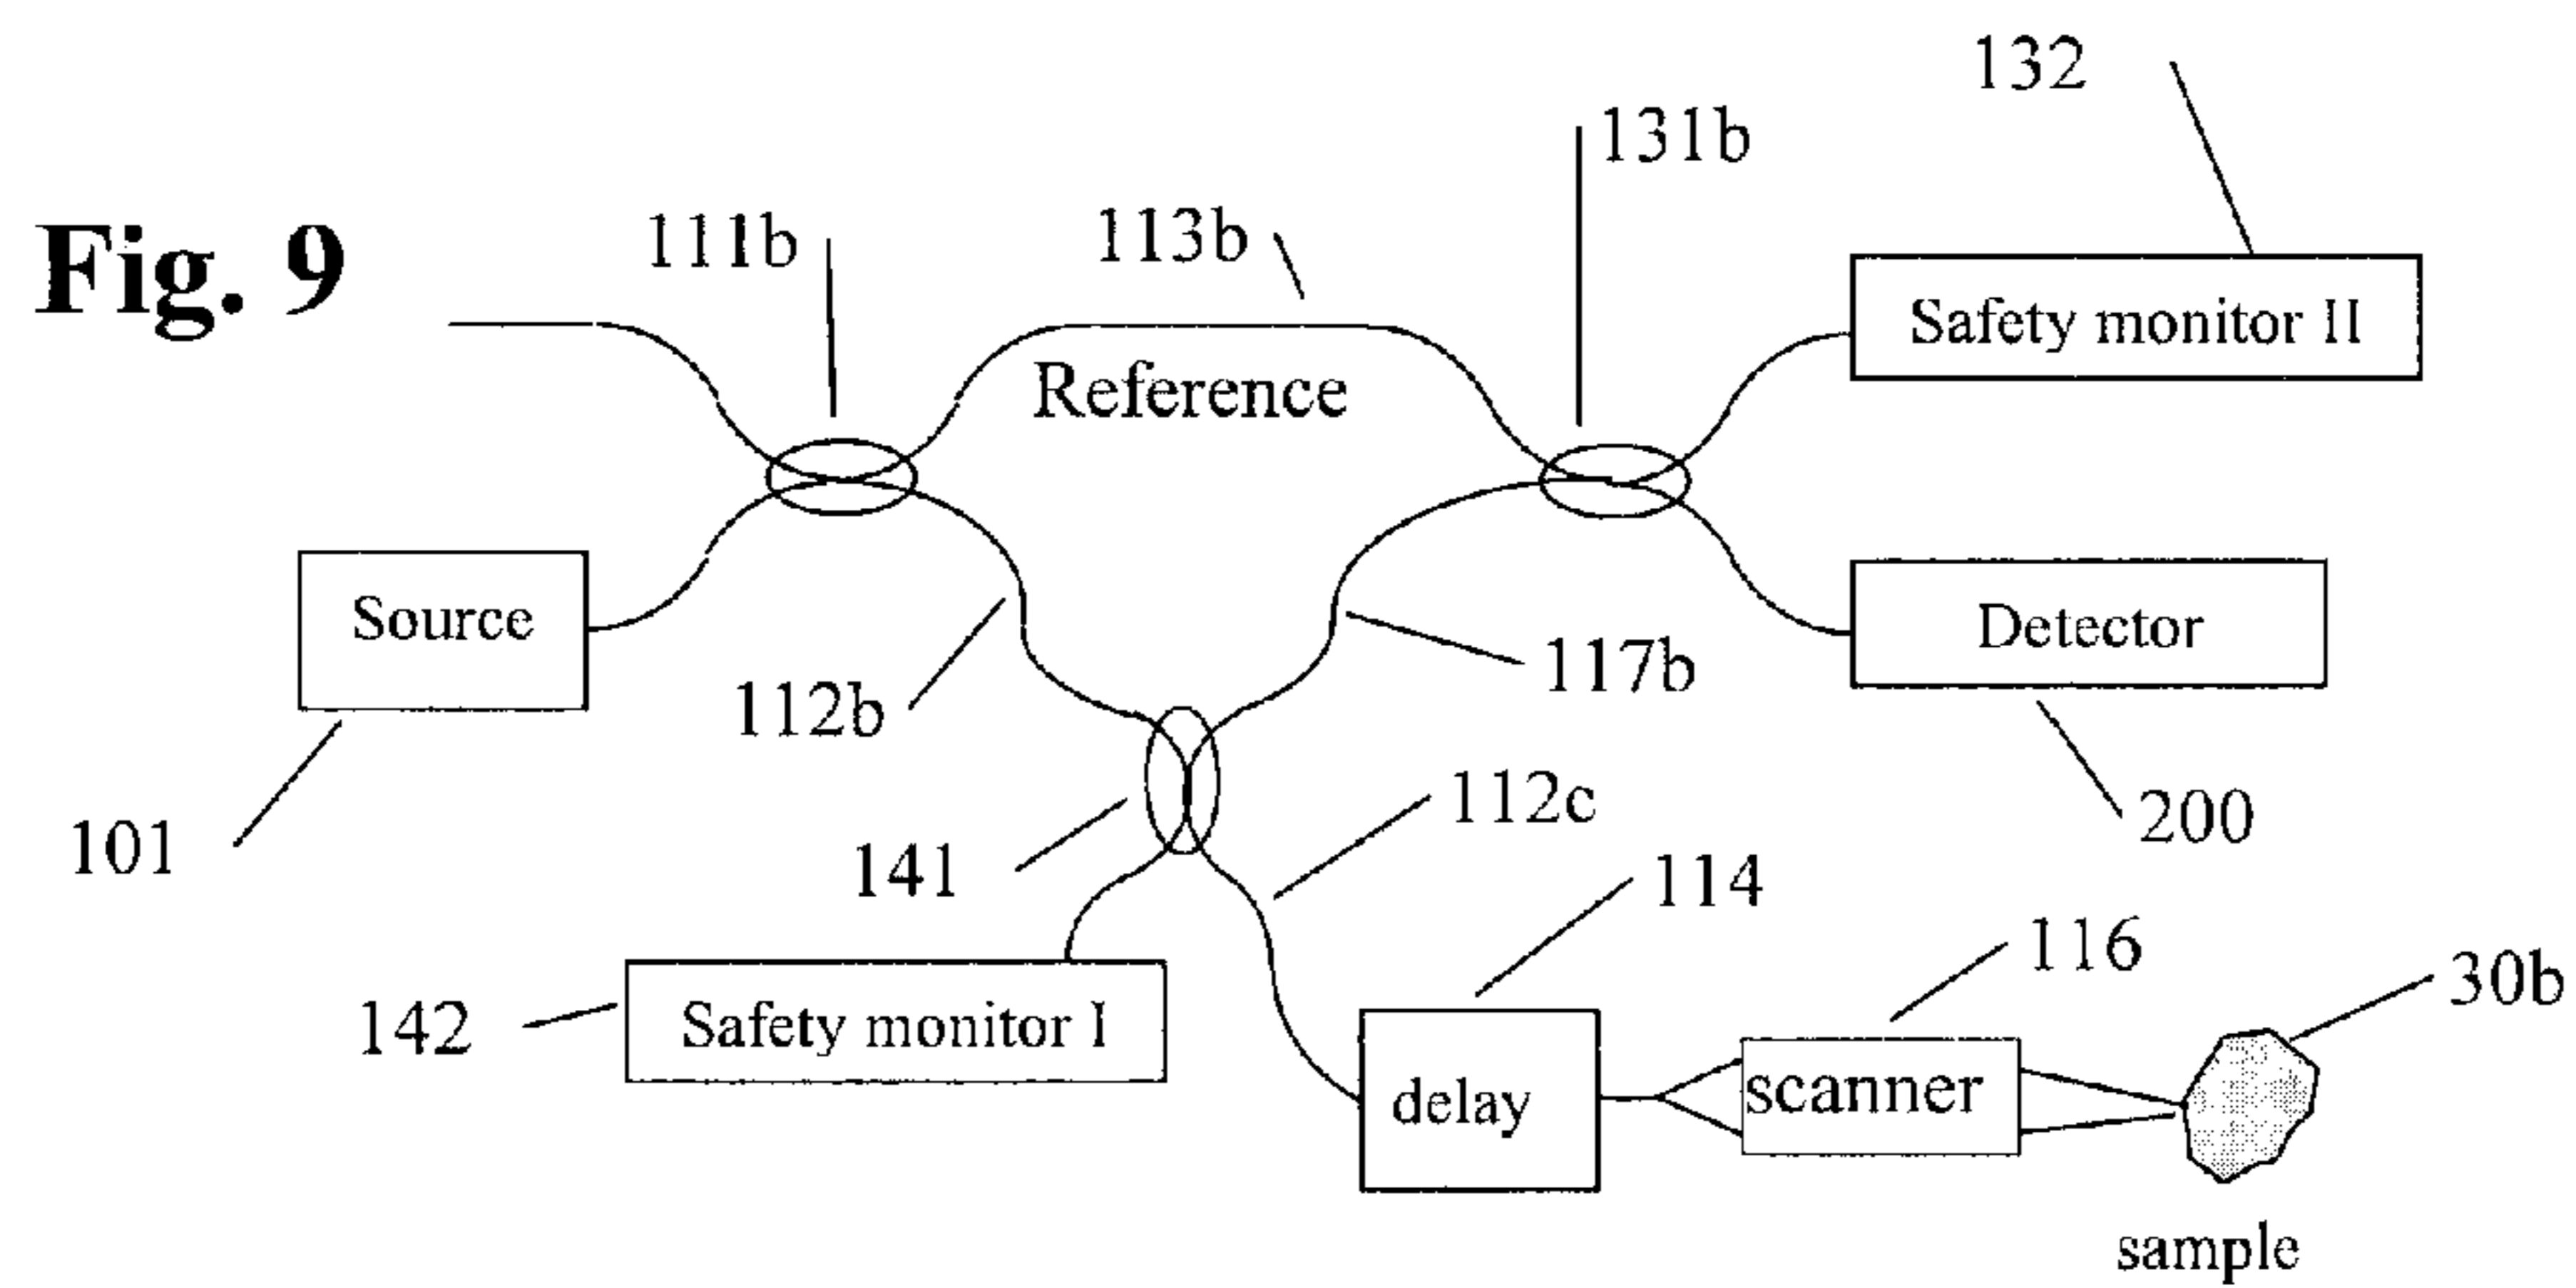 Fig. 9
132
131b
111b
113b
Safety monitor II
Reference
Source
Detector
117b
112b
112c
200
101
141
114
116
30b
142
Safety monitor I
delay
scanner
sample